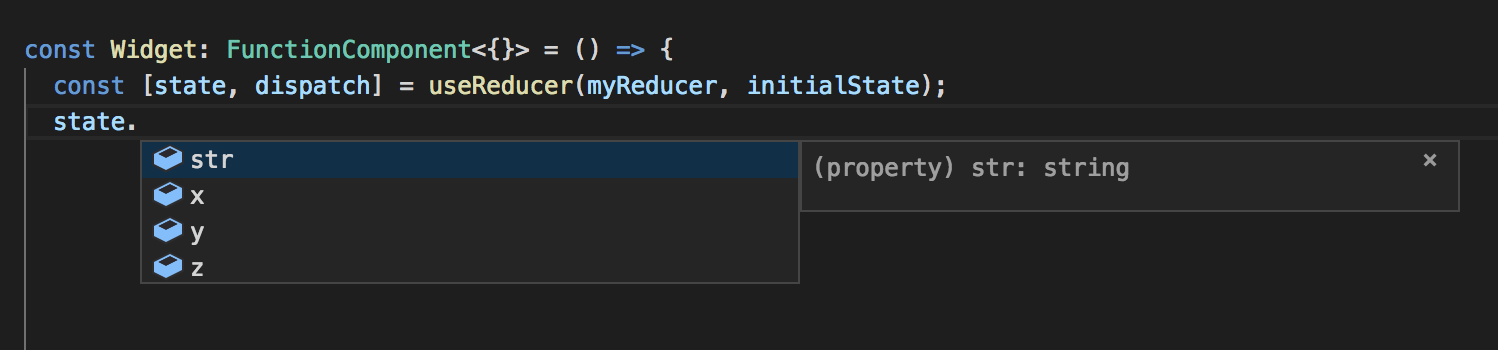 const Widget: FunctionComponent<{}> = () => {
const [state, dispatch] = useReducer(myReducer, initialState);
state.
str
(property) str: string ×
x
y
z